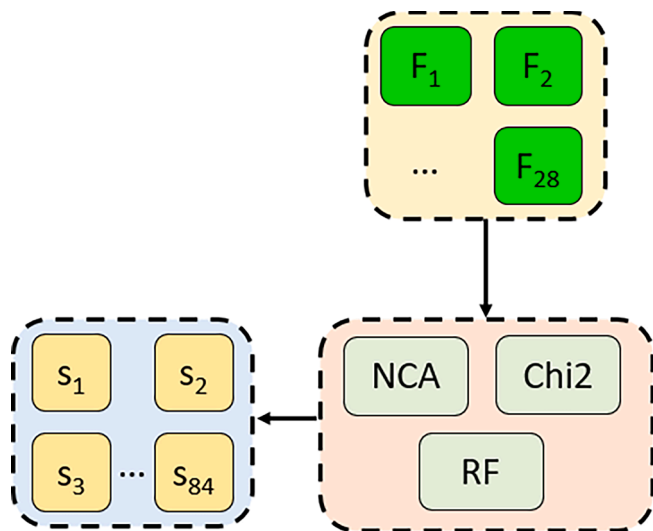 F₁ F₂
... F₂₈
NCA Chi2
RF
s₁ s₂
s₃ ... s₈₄